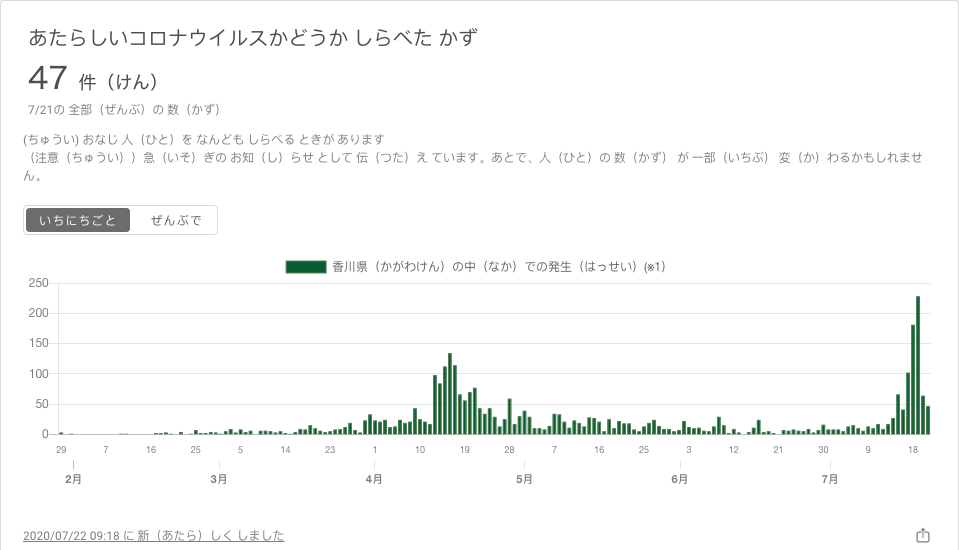 あたらしいコロナウイルスかどうか しらべた かず
47 件（けん）
7/21の 全部（ぜんぶ）の 数（かず）
(ちゅうい) おなじ 人（ひと）を なんども しらべる ときが あります
（注意（ちゅうい））急（いそ）ぎの お知（し）らせ として 伝（つた）え ています。あとで、人（ひと）の 数（かず） が 一部（いちぶ） 変（か）わるかもしれませ
ん。
いちにちごと ぜんぶで
香川県（かがわけん）の中（なか）での発生（はっせい）(※1)
250
200
150
100
50
0
29 7 16 25 5 14 23 1 10 19 28 7 16 25 3 12 21 30 9 18
2月 3月 4月 5月 6月 7月
2020/07/22 09:18 に 新（あたら）しく しました